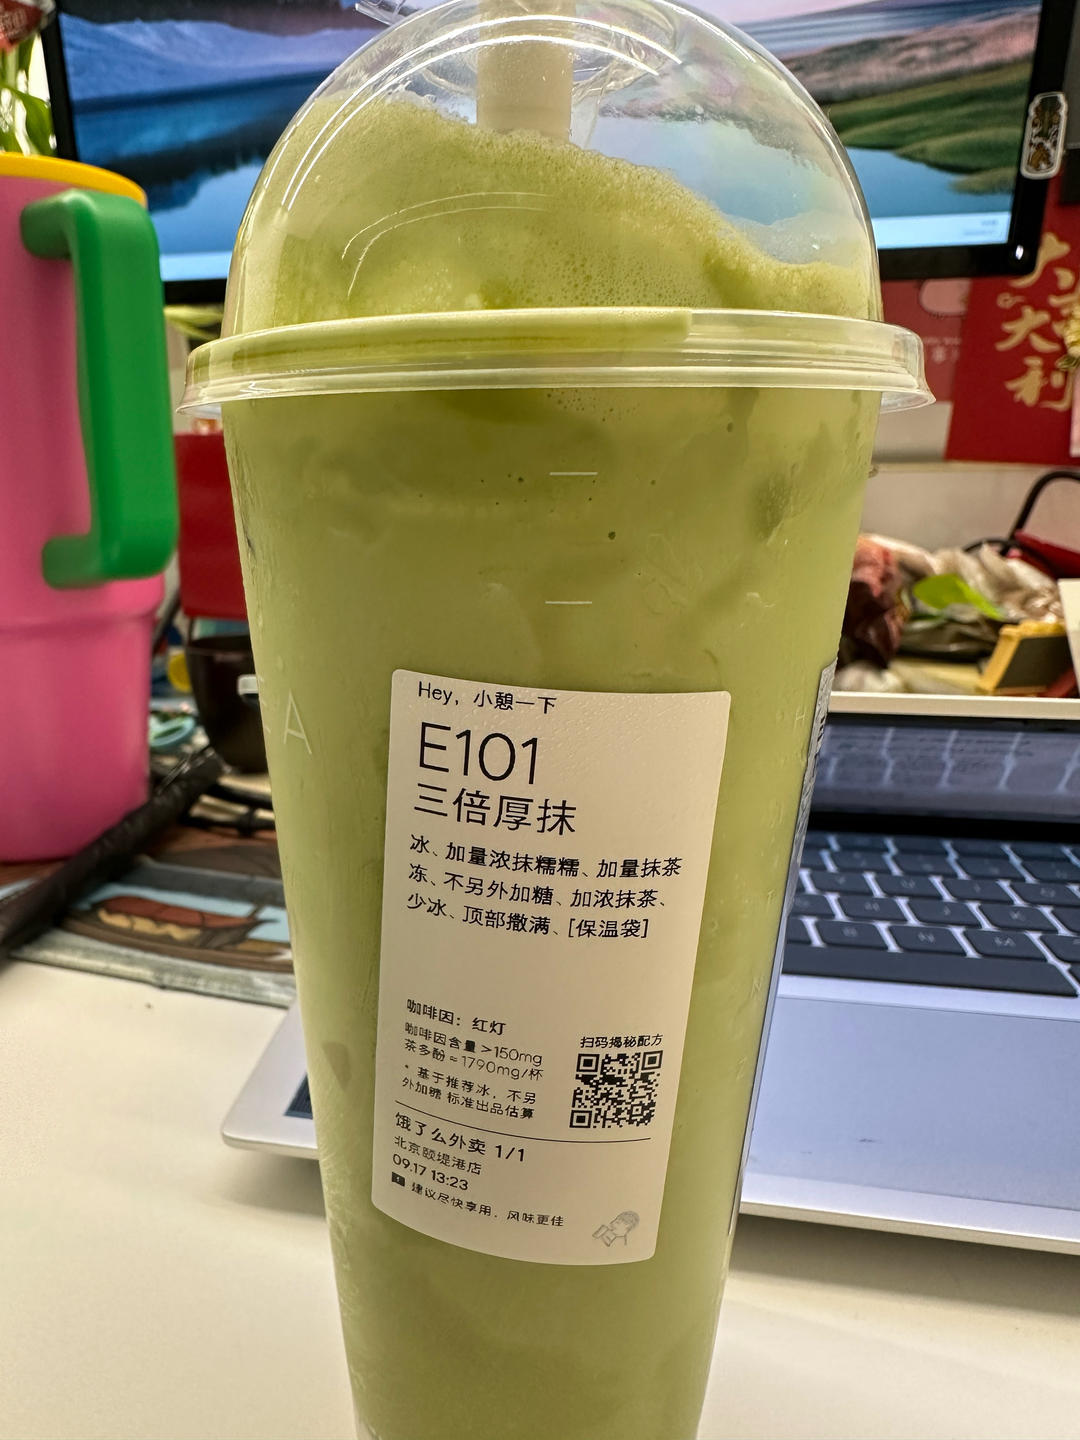 大
大
利
EA
Hey, 小憩一下
E101
三倍厚抹
冰、加量浓抹糯糯、加量抹茶
冻、不另外加糖、加浓抹茶、
少冰、顶部撒满、[保温袋]
咖啡因：红灯
咖啡因含量>150mg
茶多酚≈1790mg/杯
* 基于推荐冰，不另
外加糖 标准出品估算
扫码揭秘配方
饿了么外卖 1/1
北京颐堤港店
09.17 13:23
建议尽快享用，风味更佳